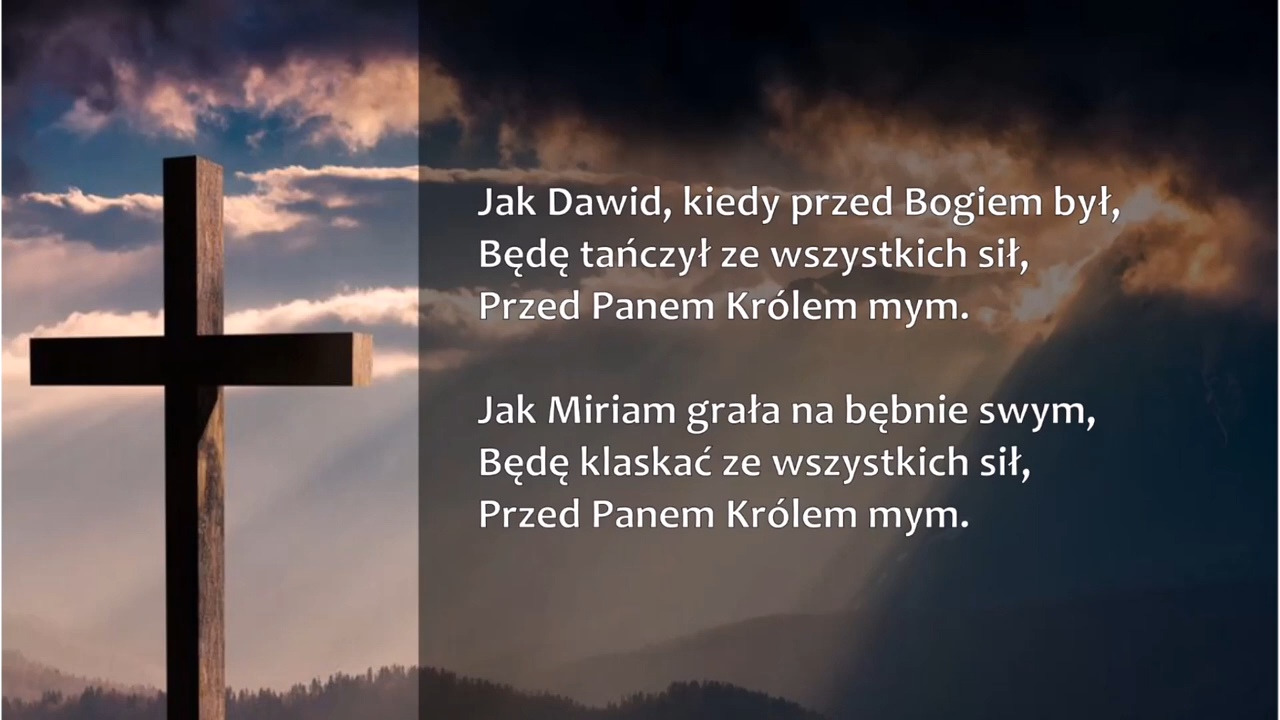 Jak Dawid, kiedy przed Bogiem był,
Będę tańczył ze wszystkich sił,
Przed Panem Królem mym.
Jak Miriam grała na bębnie swym,
Będę klaskać ze wszystkich sił,
Przed Panem Królem mym.